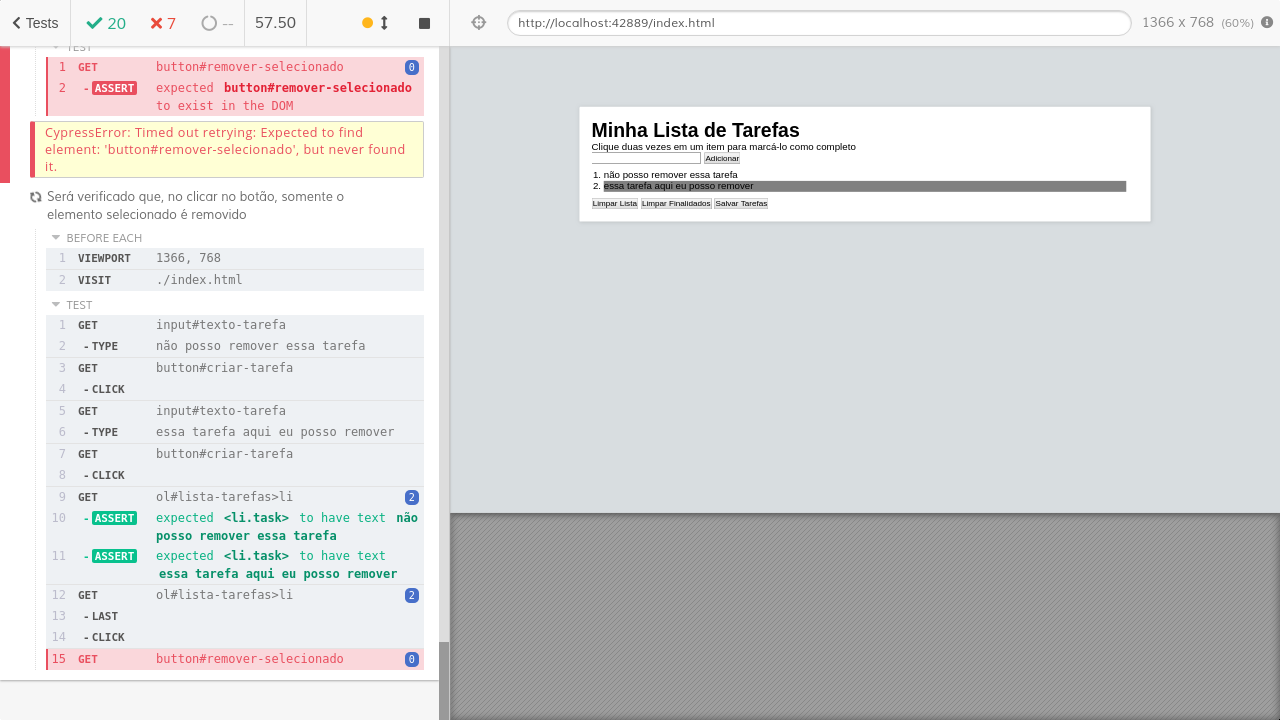 Tests
20
7
--
57.50
http://localhost:42889/index.html
1366 x 768 (60%)
TEST
1 GET button#remover-selecionado 0
2 - ASSERT expected button#remover-selecionado
to exist in the DOM
CypressError: Timed out retrying: Expected to find
element: 'button#remover-selecionado', but never found
it.
Será verificado que, no clicar no botão, somente o
elemento selecionado é removido
BEFORE EACH
1 VIEWPORT 1366, 768
2 VISIT ./index.html
TEST
1 GET input#texto-tarefa
2 - TYPE não posso remover essa tarefa
3 GET button#criar-tarefa
4 - CLICK
5 GET input#texto-tarefa
6 - TYPE essa tarefa aqui eu posso remover
7 GET button#criar-tarefa
8 - CLICK
9 GET ol#lista-tarefas>li 2
10 - ASSERT expected <li.task> to have text não
posso remover essa tarefa
11 - ASSERT expected <li.task> to have text
essa tarefa aqui eu posso remover
12 GET ol#lista-tarefas>li 2
13 - LAST
14 - CLICK
15 GET button#remover-selecionado 0
Minha Lista de Tarefas
Clique duas vezes em um item para marcá-lo como completo
Adicionar
1. não posso remover essa tarefa
2. essa tarefa aqui eu posso remover
Limpar Lista Limpar Finalidados Salvar Tarefas